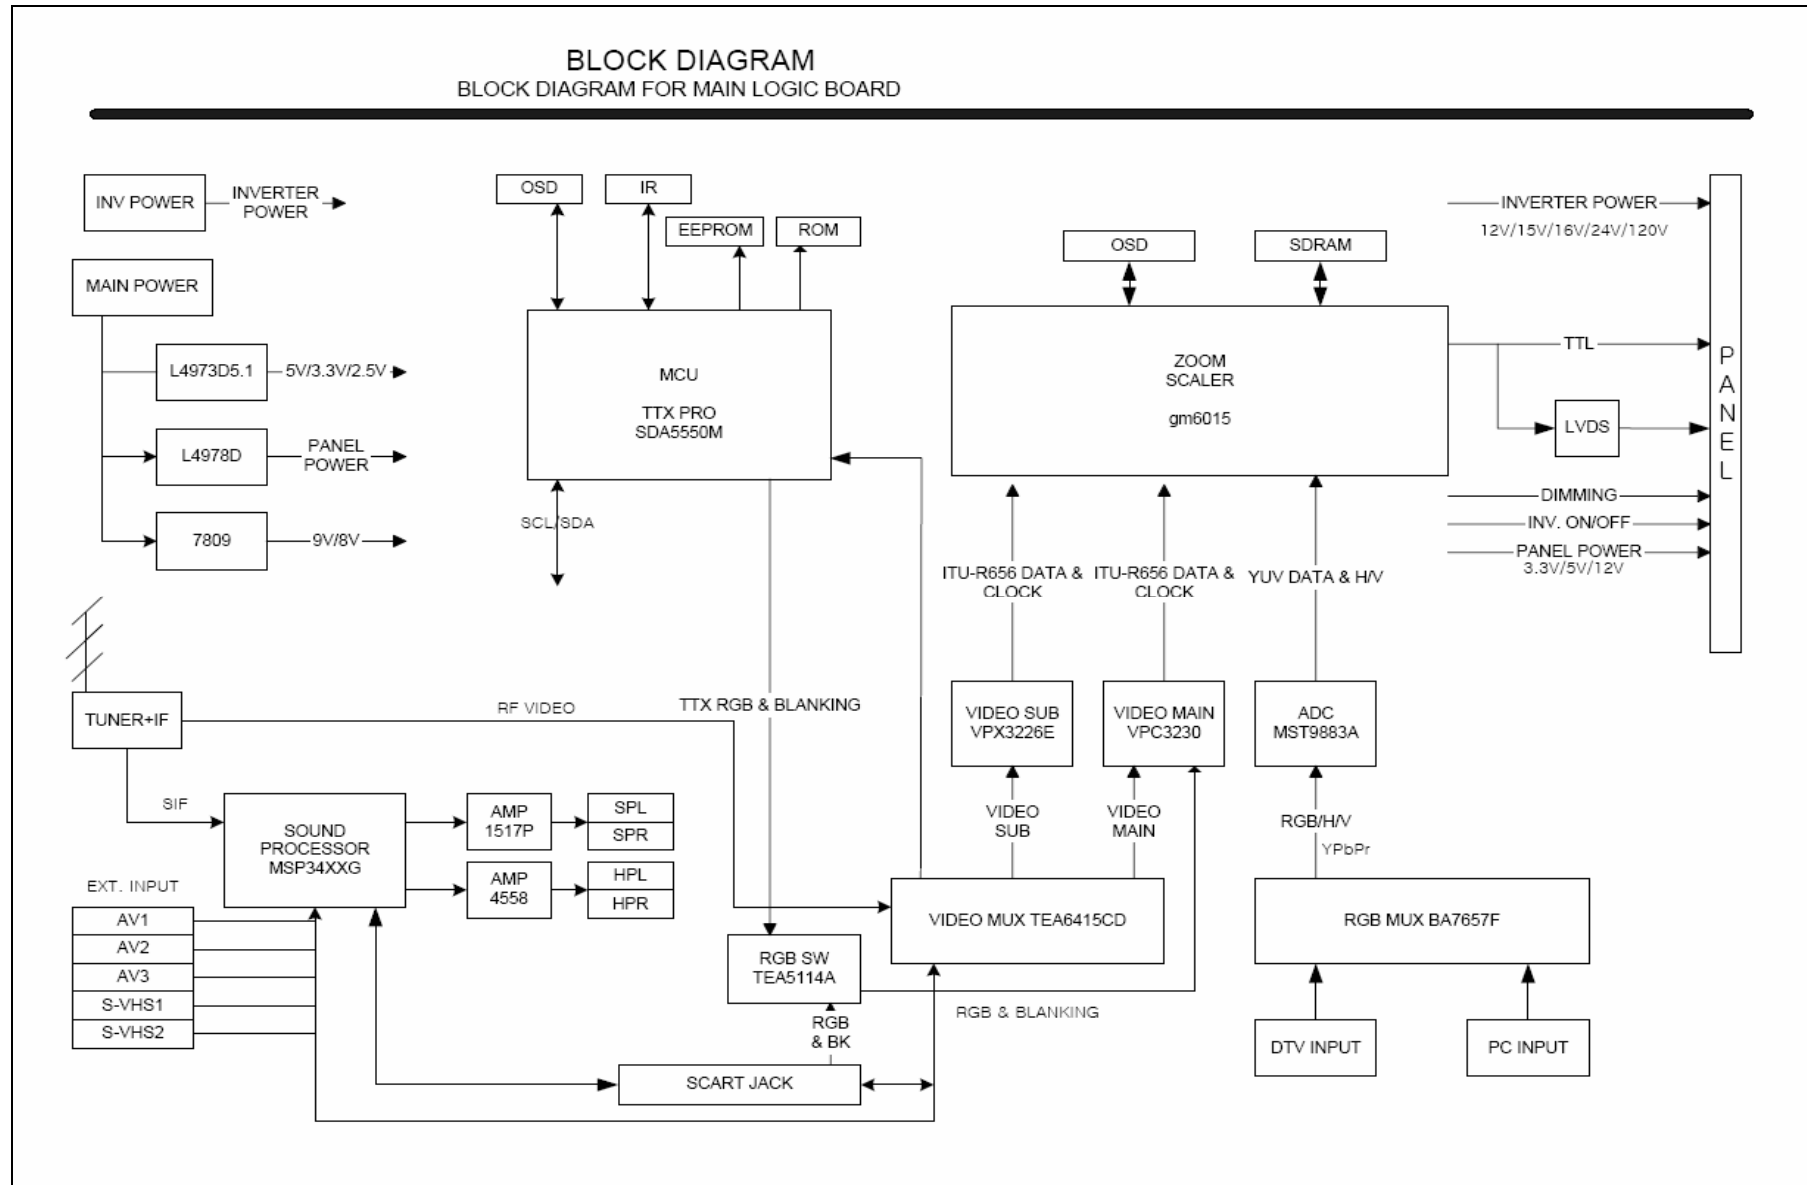 BLOCK DIAGRAM
BLOCK DIAGRAM FOR MAIN LOGIC BOARD
INV POWER
INVERTER
POWER
MAIN POWER
L4973D5.1
5V/3.3V/2.5V
L4978D
PANEL
POWER
7809
9V/8V
OSD
IR
EEPROM
ROM
MCU
TTX PRO
SDA5550M
SCL/SDA
OSD
SDRAM
ZOOM
SCALER
gm6015
INVERTER POWER
12V/15V/16V/24V/120V
TTL
LVDS
DIMMING
INV. ON/OFF
PANEL POWER
3.3V/5V/12V
PANEL
ITU-R656 DATA &
CLOCK
ITU-R656 DATA &
CLOCK
YUV DATA & H/V
TUNER+IF
RF VIDEO
TTX RGB & BLANKING
VIDEO SUB
VPX3226E
VIDEO MAIN
VPC3230
ADC
MST9883A
SIF
SOUND
PROCESSOR
MSP34XXG
AMP
1517P
SPL
SPR
AMP
4558
HPL
HPR
VIDEO
SUB
VIDEO
MAIN
RGB/H/V
YPbPr
EXT. INPUT
AV1
AV2
AV3
S-VHS1
S-VHS2
VIDEO MUX TEA6415CD
RGB MUX BA7657F
RGB SW
TEA5114A
RGB & BLANKING
RGB
& BK
SCART JACK
DTV INPUT
PC INPUT